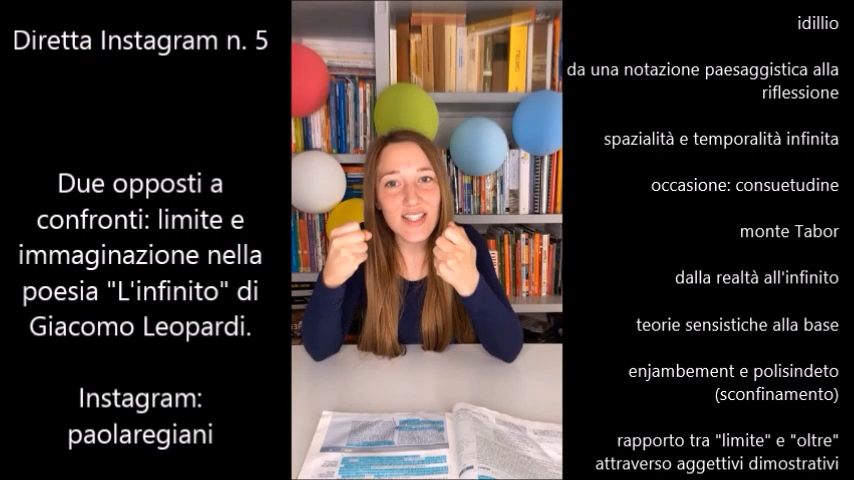 Diretta Instagram n. 5
Due opposti a
confronti: limite e
immaginazione nella
poesia "L'infinito" di
Giacomo Leopardi.
Instagram:
paolaregiani
idillio
da una notazione paesaggistica alla
riflessione
spazialità e temporalità infinita
occasione: consuetudine
monte Tabor
dalla realtà all'infinito
teorie sensistiche alla base
enjambement e polisindeto
(sconfinamento)
rapporto tra "limite" e "oltre"
attraverso aggettivi dimostrativi